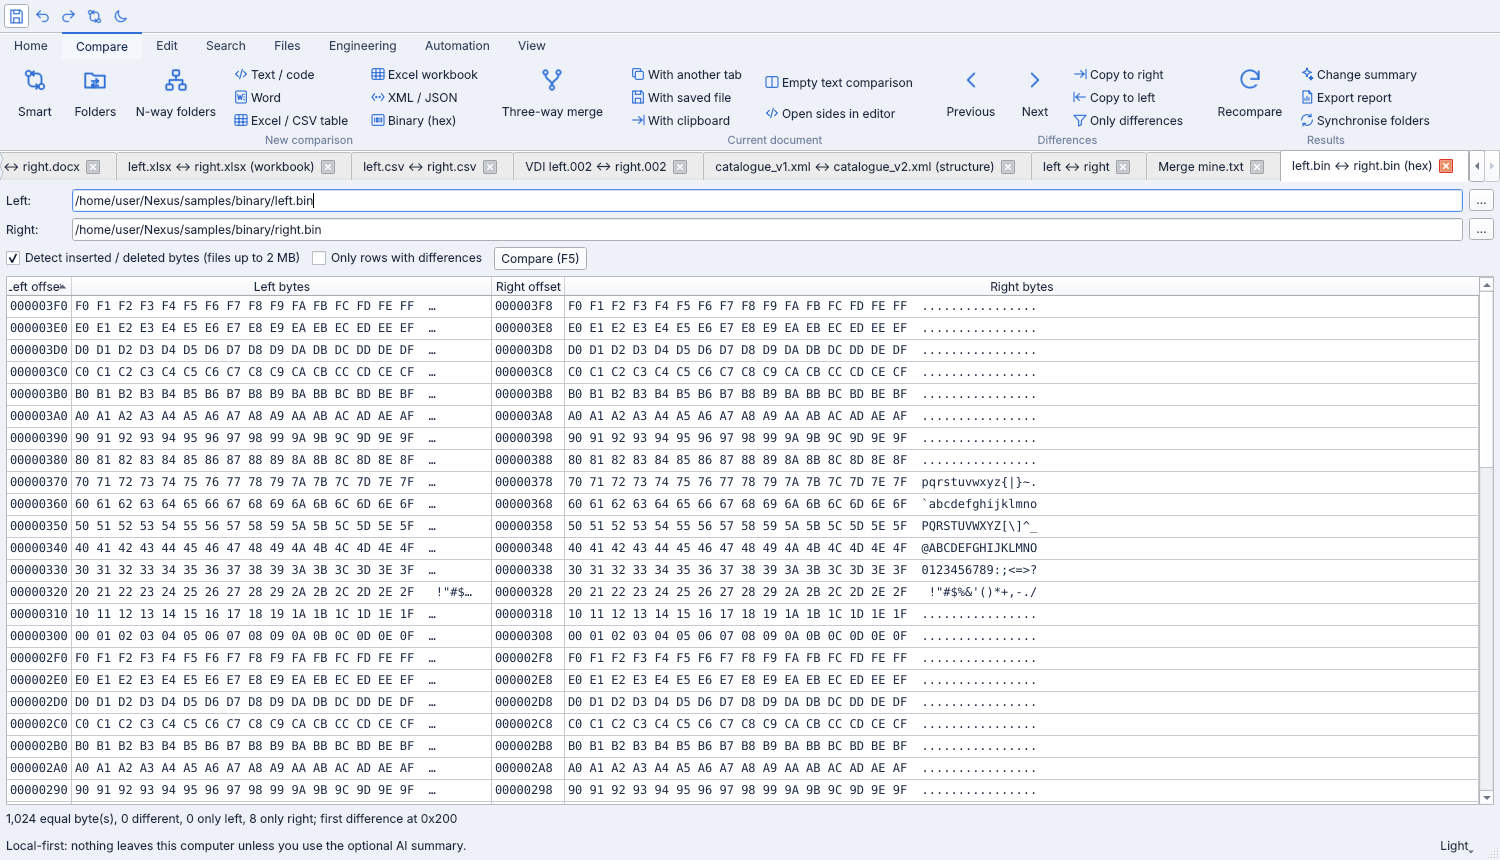 Home Compare Edit Search Files Engineering Automation View
Smart Folders N-way folders Text / code Word Excel / CSV table Excel workbook XML / JSON Binary (hex) Three-way merge With another tab With saved file With clipboard Empty text comparison Open sides in editor Previous Next Copy to right Copy to left Only differences Recompare Change summary Export report Synchronise folders
New comparison Current document Differences Results
↔ right.docx left.xlsx ↔ right.xlsx (workbook) left.csv ↔ right.csv VDI left.002 ↔ right.002 catalogue_v1.xml ↔ catalogue_v2.xml (structure) left ↔ right Merge mine.txt left.bin ↔ right.bin (hex)
Left: /home/user/Nexus/samples/binary/left.bin ...
Right: /home/user/Nexus/samples/binary/right.bin ...
Detect inserted / deleted bytes (files up to 2 MB) Only rows with differences Compare (F5)
Left bytes Right offset Right bytes
000003F0 F0 F1 F2 F3 F4 F5 F6 F7 F8 F9 FA FB FC FD FE FF … 000003F8 F0 F1 F2 F3 F4 F5 F6 F7 F8 F9 FA FB FC FD FE FF ................
000003E0 E0 E1 E2 E3 E4 E5 E6 E7 E8 E9 EA EB EC ED EE EF … 000003E8 E0 E1 E2 E3 E4 E5 E6 E7 E8 E9 EA EB EC ED EE EF ................
000003D0 D0 D1 D2 D3 D4 D5 D6 D7 D8 D9 DA DB DC DD DE DF … 000003D8 D0 D1 D2 D3 D4 D5 D6 D7 D8 D9 DA DB DC DD DE DF ................
000003C0 C0 C1 C2 C3 C4 C5 C6 C7 C8 C9 CA CB CC CD CE CF … 000003C8 C0 C1 C2 C3 C4 C5 C6 C7 C8 C9 CA CB CC CD CE CF ................
000003B0 B0 B1 B2 B3 B4 B5 B6 B7 B8 B9 BA BB BC BD BE BF … 000003B8 B0 B1 B2 B3 B4 B5 B6 B7 B8 B9 BA BB BC BD BE BF ................
000003A0 A0 A1 A2 A3 A4 A5 A6 A7 A8 A9 AA AB AC AD AE AF … 000003A8 A0 A1 A2 A3 A4 A5 A6 A7 A8 A9 AA AB AC AD AE AF ................
00000390 90 91 92 93 94 95 96 97 98 99 9A 9B 9C 9D 9E 9F … 00000398 90 91 92 93 94 95 96 97 98 99 9A 9B 9C 9D 9E 9F ................
00000380 80 81 82 83 84 85 86 87 88 89 8A 8B 8C 8D 8E 8F … 00000388 80 81 82 83 84 85 86 87 88 89 8A 8B 8C 8D 8E 8F ................
00000370 70 71 72 73 74 75 76 77 78 79 7A 7B 7C 7D 7E 7F … 00000378 70 71 72 73 74 75 76 77 78 79 7A 7B 7C 7D 7E 7F pqrstuvwxyz{|}~.
00000360 60 61 62 63 64 65 66 67 68 69 6A 6B 6C 6D 6E 6F … 00000368 60 61 62 63 64 65 66 67 68 69 6A 6B 6C 6D 6E 6F `abcdefghijklmno
00000350 50 51 52 53 54 55 56 57 58 59 5A 5B 5C 5D 5E 5F … 00000358 50 51 52 53 54 55 56 57 58 59 5A 5B 5C 5D 5E 5F PQRSTUVWXYZ[\]^_
00000340 40 41 42 43 44 45 46 47 48 49 4A 4B 4C 4D 4E 4F … 00000348 40 41 42 43 44 45 46 47 48 49 4A 4B 4C 4D 4E 4F @ABCDEFGHIJKLMNO
00000330 30 31 32 33 34 35 36 37 38 39 3A 3B 3C 3D 3E 3F … 00000338 30 31 32 33 34 35 36 37 38 39 3A 3B 3C 3D 3E 3F 0123456789:;<=>?
00000320 20 21 22 23 24 25 26 27 28 29 2A 2B 2C 2D 2E 2F !"#$… 00000328 20 21 22 23 24 25 26 27 28 29 2A 2B 2C 2D 2E 2F !"#$%&'()*+,-./
00000310 10 11 12 13 14 15 16 17 18 19 1A 1B 1C 1D 1E 1F … 00000318 10 11 12 13 14 15 16 17 18 19 1A 1B 1C 1D 1E 1F ................
00000300 00 01 02 03 04 05 06 07 08 09 0A 0B 0C 0D 0E 0F … 00000308 00 01 02 03 04 05 06 07 08 09 0A 0B 0C 0D 0E 0F ................
000002F0 F0 F1 F2 F3 F4 F5 F6 F7 F8 F9 FA FB FC FD FE FF … 000002F8 F0 F1 F2 F3 F4 F5 F6 F7 F8 F9 FA FB FC FD FE FF ................
000002E0 E0 E1 E2 E3 E4 E5 E6 E7 E8 E9 EA EB EC ED EE EF … 000002E8 E0 E1 E2 E3 E4 E5 E6 E7 E8 E9 EA EB EC ED EE EF ................
000002D0 D0 D1 D2 D3 D4 D5 D6 D7 D8 D9 DA DB DC DD DE DF … 000002D8 D0 D1 D2 D3 D4 D5 D6 D7 D8 D9 DA DB DC DD DE DF ................
000002C0 C0 C1 C2 C3 C4 C5 C6 C7 C8 C9 CA CB CC CD CE CF … 000002C8 C0 C1 C2 C3 C4 C5 C6 C7 C8 C9 CA CB CC CD CE CF ................
000002B0 B0 B1 B2 B3 B4 B5 B6 B7 B8 B9 BA BB BC BD BE BF … 000002B8 B0 B1 B2 B3 B4 B5 B6 B7 B8 B9 BA BB BC BD BE BF ................
000002A0 A0 A1 A2 A3 A4 A5 A6 A7 A8 A9 AA AB AC AD AE AF … 000002A8 A0 A1 A2 A3 A4 A5 A6 A7 A8 A9 AA AB AC AD AE AF ................
00000290 90 91 92 93 94 95 96 97 98 99 9A 9B 9C 9D 9E 9F … 00000298 90 91 92 93 94 95 96 97 98 99 9A 9B 9C 9D 9E 9F ................
1,024 equal byte(s), 0 different, 0 only left, 8 only right; first difference at 0x200
Local-first: nothing leaves this computer unless you use the optional AI summary. Light